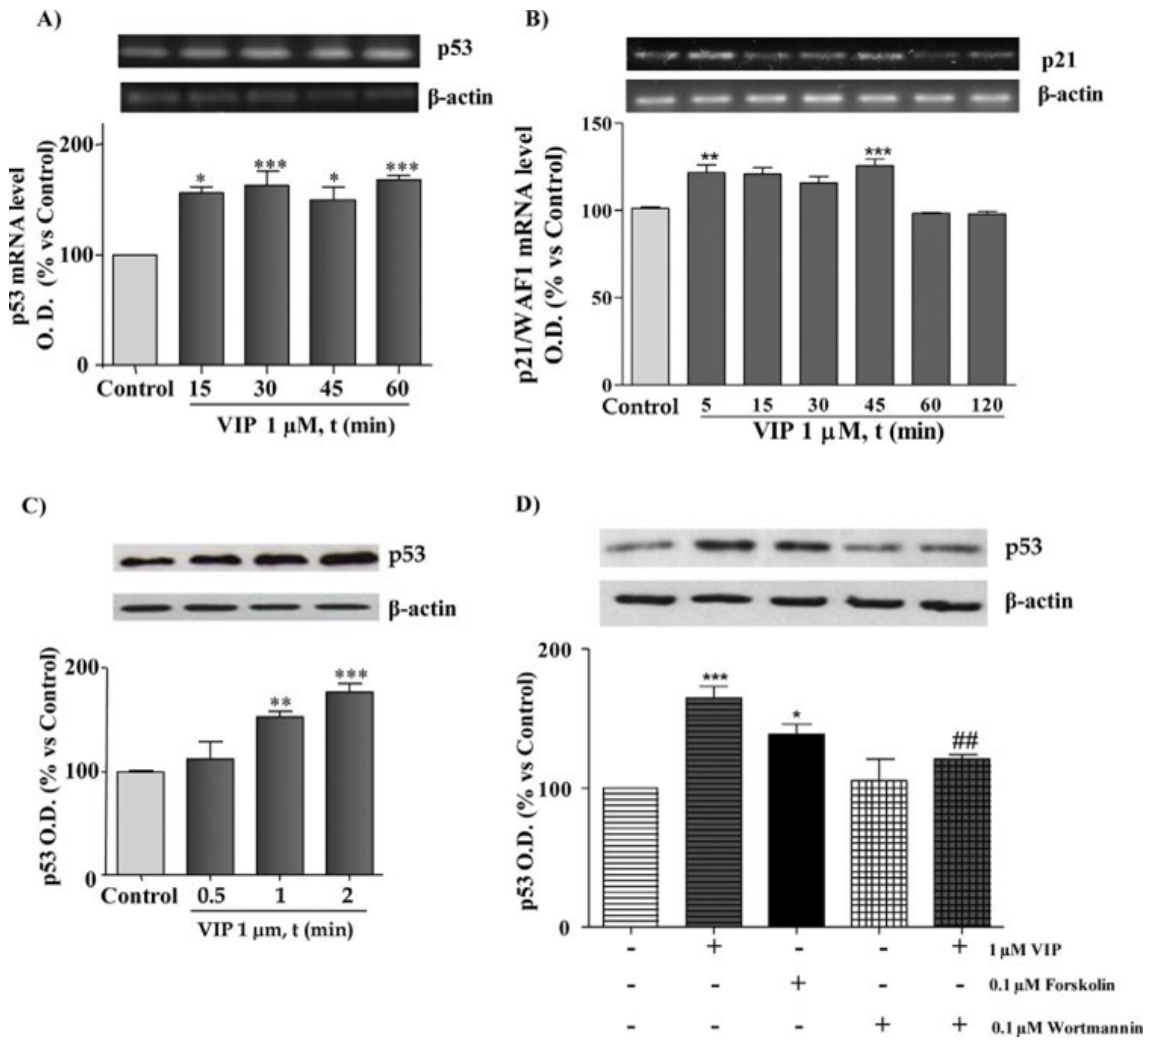 A)
p53
β-actin
p53 mRNA level
O. D. (% vs Control)
200
100
0
* *** * ***
Control 15 30 45 60
VIP 1 µM, t (min)
B)
p21
β-actin
p21/WAF1 mRNA level
O.D. (% vs Control)
150
100
50
0
** ***
Control 5 15 30 45 60 120
VIP 1 µM, t (min)
C)
p53
β-actin
p53 O.D. (% vs Control)
200
100
0
** ***
Control 0.5 1 2
VIP 1 µm, t (min)
D)
p53
β-actin
p53 O.D. (% vs Control)
200
100
0
*** * ##
- + - - + 1 µM VIP
- - + - - 0.1 µM Forskolin
- - - + + 0.1 µM Wortmannin